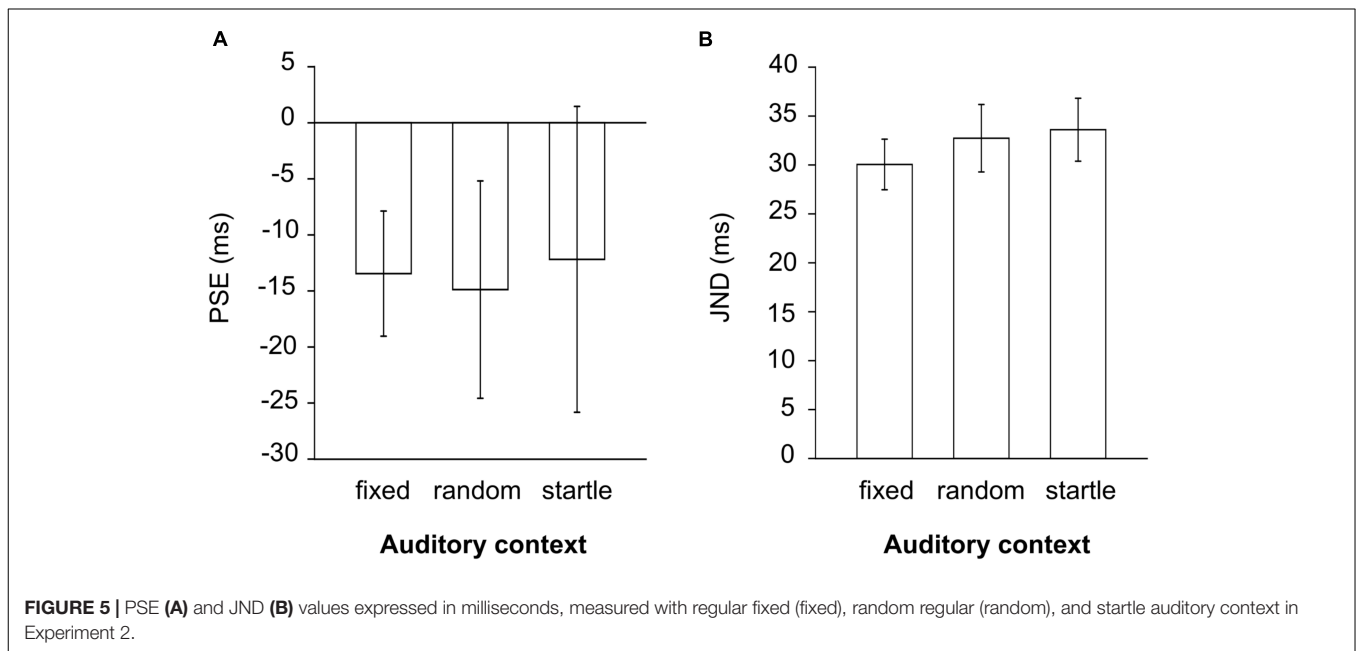 A
5
0
-5
-10
-15
-20
-25
-30
PSE (ms)
fixed random startle
Auditory context
B
40
35
30
25
20
15
10
5
0
JND (ms)
fixed random startle
Auditory context
FIGURE 5 | PSE (A) and JND (B) values expressed in milliseconds, measured with regular fixed (fixed), random regular (random), and startle auditory context in
Experiment 2.